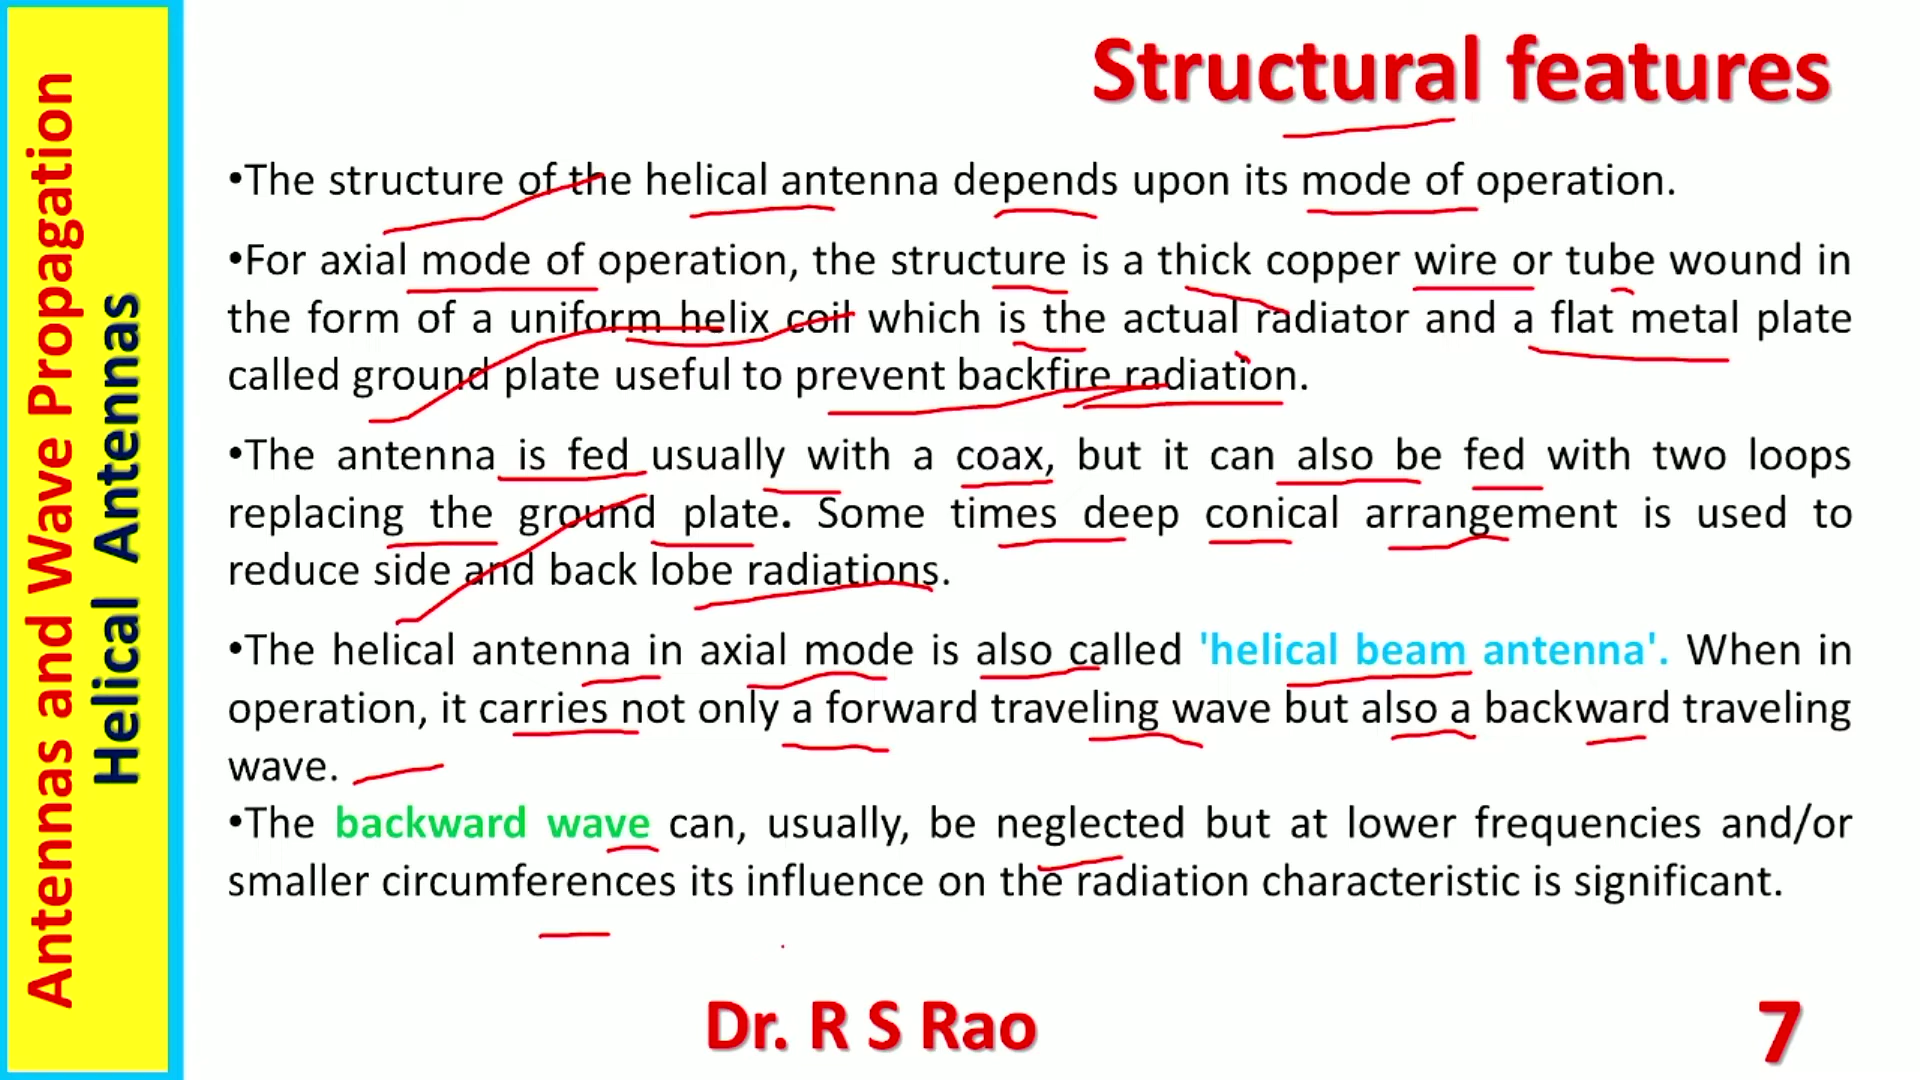 Antennas and Wave Propagation
Helical Antennas
Structural features
•The structure of the helical antenna depends upon its mode of operation.
•For axial mode of operation, the structure is a thick copper wire or tube wound in
the form of a uniform helix coil which is the actual radiator and a flat metal plate
called ground plate useful to prevent backfire radiation.
•The antenna is fed usually with a coax, but it can also be fed with two loops
replacing the ground plate. Some times deep conical arrangement is used to
reduce side and back lobe radiations.
•The helical antenna in axial mode is also called 'helical beam antenna'. When in
operation, it carries not only a forward traveling wave but also a backward traveling
wave.
•The backward wave can, usually, be neglected but at lower frequencies and/or
smaller circumferences its influence on the radiation characteristic is significant.
Dr. R S Rao
7